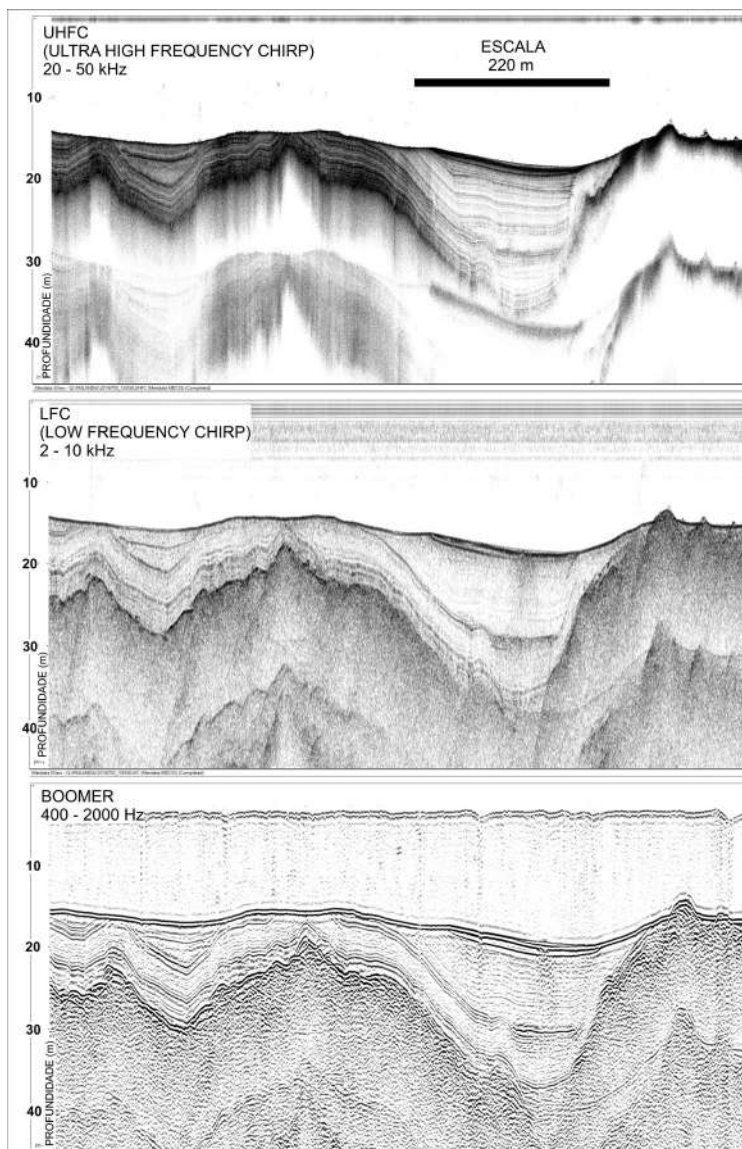 UHFC
(ULTRA HIGH FREQUENCY CHIRP)
20 - 50 kHz
ESCALA
220 m
10
20
30
40
PROFUNDIDADE (m)
LFC
(LOW FREQUENCY CHIRP)
2 - 10 kHz
10
20
30
40
PROFUNDIDADE (m)
BOOMER
400 - 2000 Hz
10
20
30
40
PROFUNDIDADE (m)